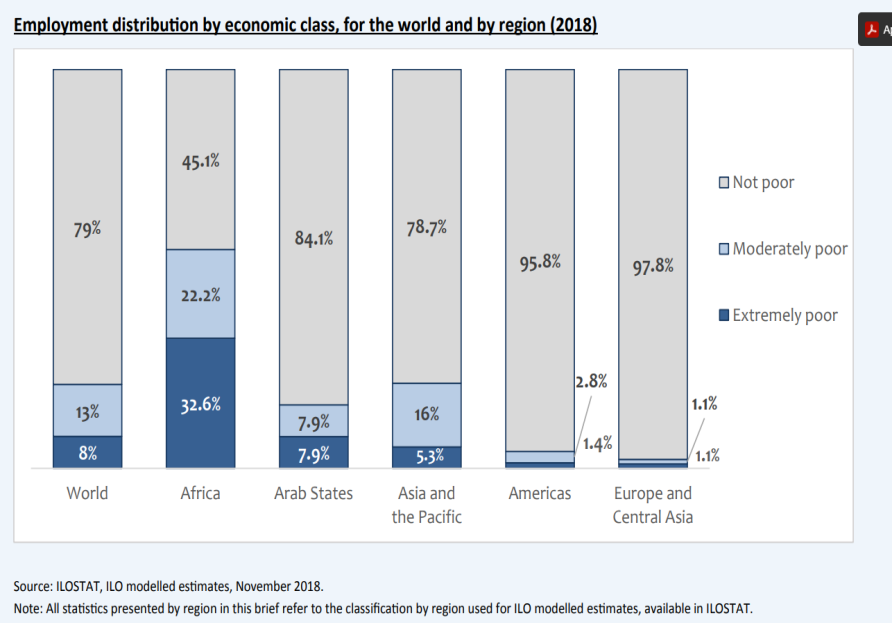 Employment distribution by economic class, for the world and by region (2018)
A
45.1%
79%
84.1%
78.7%
95.8%
97.8%
22.2%
32.6%
13%
8%
7.9%
7.9%
16%
5.3%
2.8%
1.4%
1.1%
1.1%
Not poor
Moderately poor
Extremely poor
World
Africa
Arab States
Asia and
the Pacific
Americas
Europe and
Central Asia
Source: ILOSTAT, ILO modelled estimates, November 2018.
Note: All statistics presented by region in this brief refer to the classification by region used for ILO modelled estimates, available in ILOSTAT.